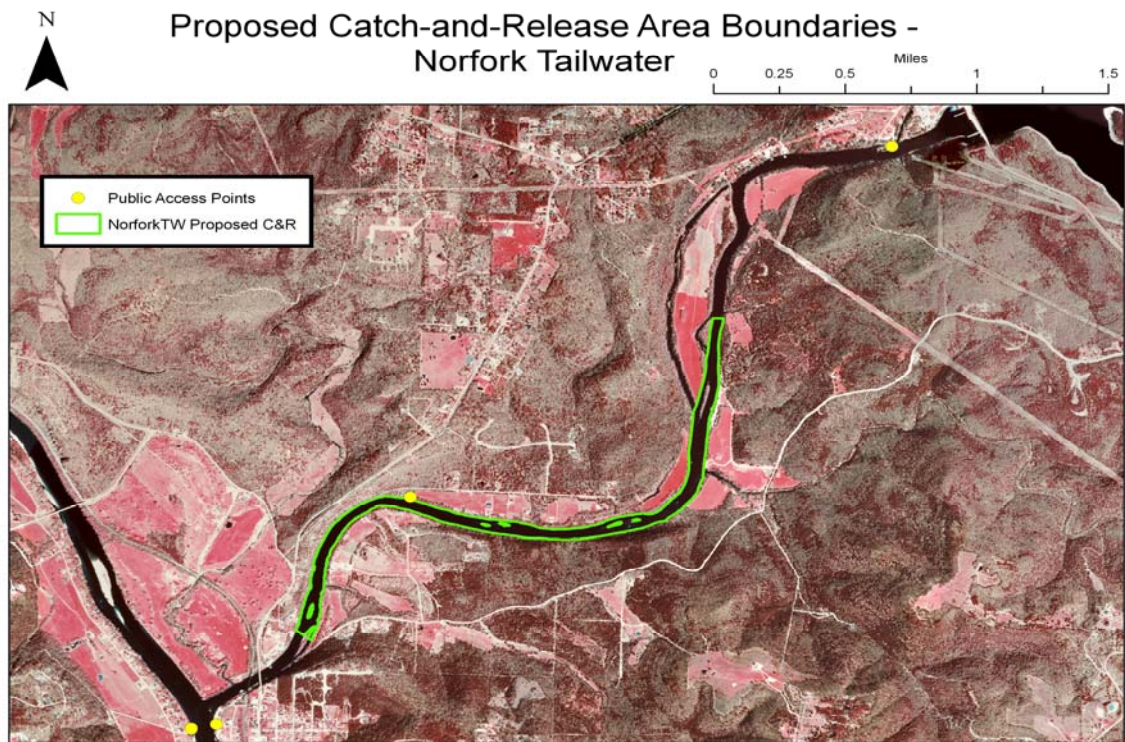 N
Proposed Catch-and-Release Area Boundaries -
Norfork Tailwater
Miles
0 0.25 0.5 1 1.5
Public Access Points
NorforkTW Proposed C&R